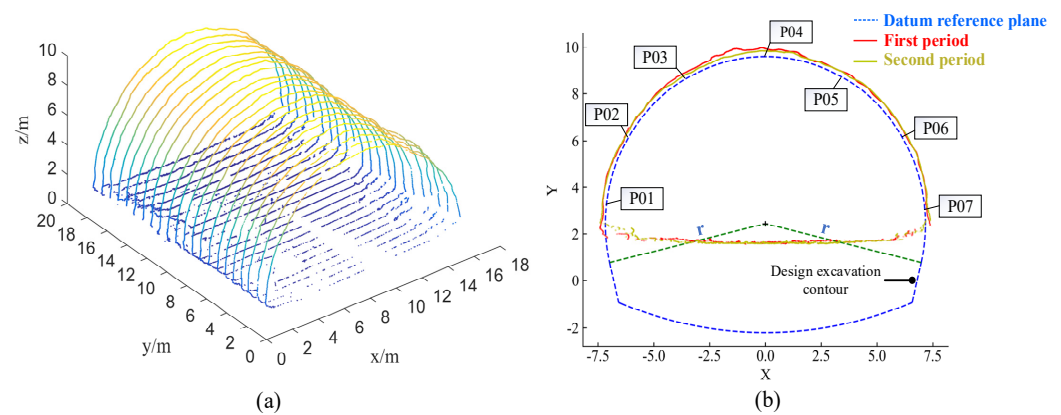 10
8
6
4
2
0
z/m
20
18
16
14
12
10
8
6
4
2
0
y/m
0
2
4
6
8
10
12
14
16
18
x/m
(a)
Datum reference plane
First period
Second period
P04
P03
P05
P02
P06
P01
P07
r
r
Design excavation
contour
10
8
6
4
2
0
-2
Y
-7.5
-5.0
-2.5
0.0
2.5
5.0
7.5
X
(b)